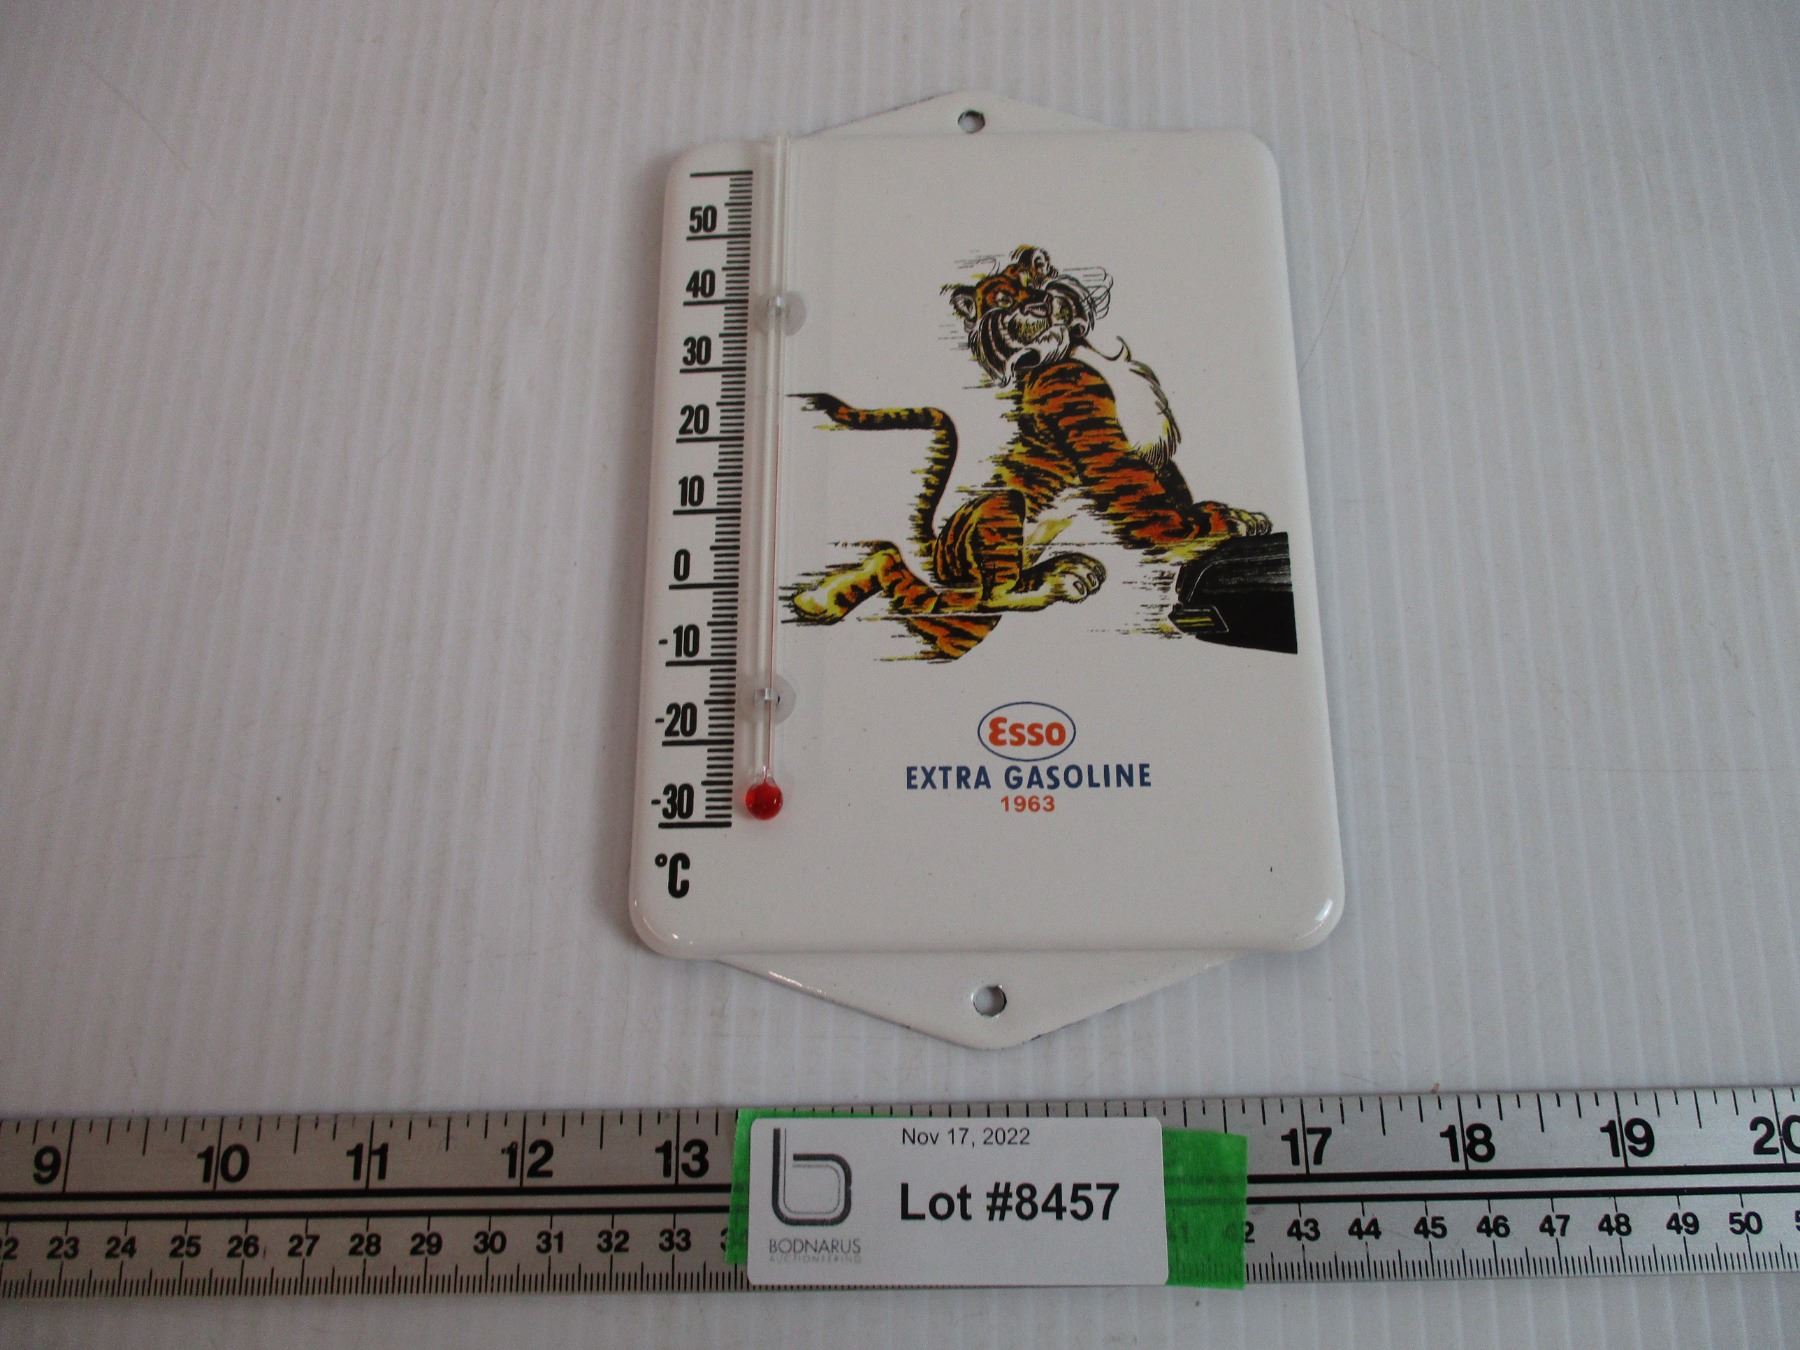 50
40
30
20
10
0
-10
-20
-30
°C
Esso
EXTRA GASOLINE
1963
9 10 11 12 13 17 18 19 20
23 24 25 26 27 28 29 30 31 32 33 42 43 44 45 46 47 48 49 50
Nov 17, 2022
Lot #8457
BODNARUS
AUCTIONEERING